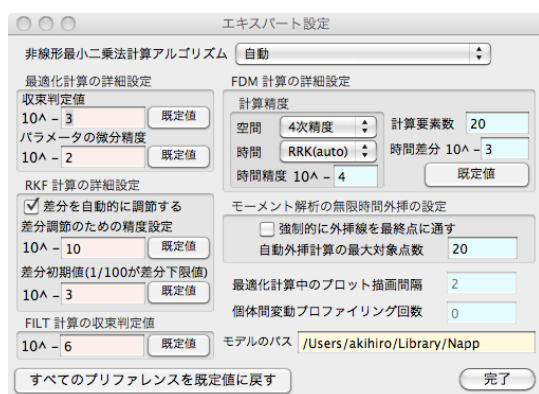 エキスパート設定
非線形最小二乗法計算アルゴリズム 自動
最適化計算の詳細設定
収束判定値
10^ - 3 既定値
パラメータの微分精度
10^ - 2 既定値
RKF 計算の詳細設定
差分を自動的に調節する
差分調節のための精度設定
10^ - 10 既定値
差分初期値(1/100が差分下限値)
10^ - 3 既定値
FILT 計算の収束判定値
10^ - 6 既定値
FDM 計算の詳細設定
計算精度
空間 4次精度
時間 RRK(auto)
時間精度 10^ - 4
計算要素数 20
時間差分 10^ - 3
既定値
モーメント解析の無限時間外挿の設定
強制的に外挿線を最終点に通す
自動外挿計算の最大対象点数 20
最適化計算中のプロット描画間隔 2
個体間変動プロファイリング回数 0
モデルのパス /Users/akihiro/Library/Napp
すべてのプリファレンスを既定値に戻す
完了